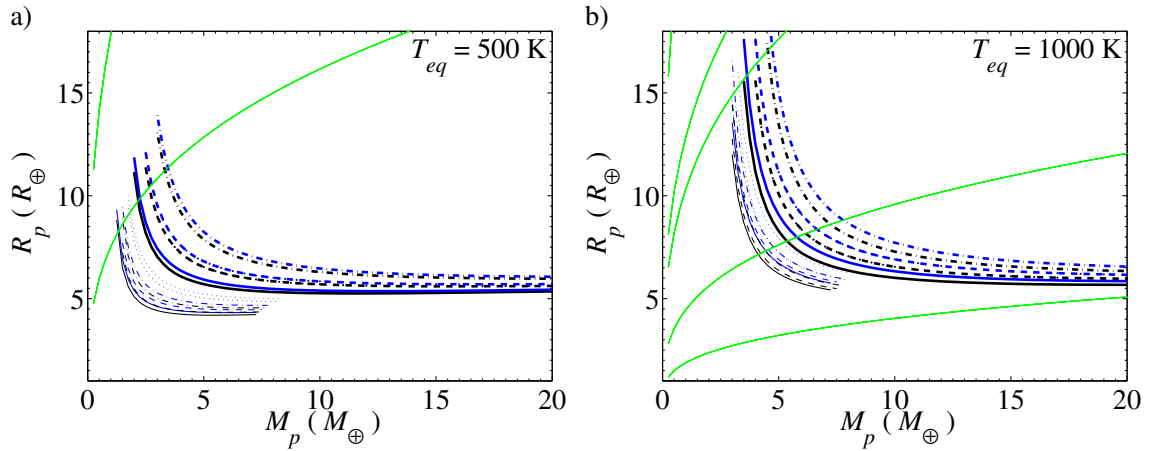 a)
T_eq = 500 K
15
10
5
R_p (R_⊕)
0 5 10 15 20
M_p (M_⊕)
b)
T_eq = 1000 K
15
10
5
R_p (R_⊕)
0 5 10 15 20
M_p (M_⊕)